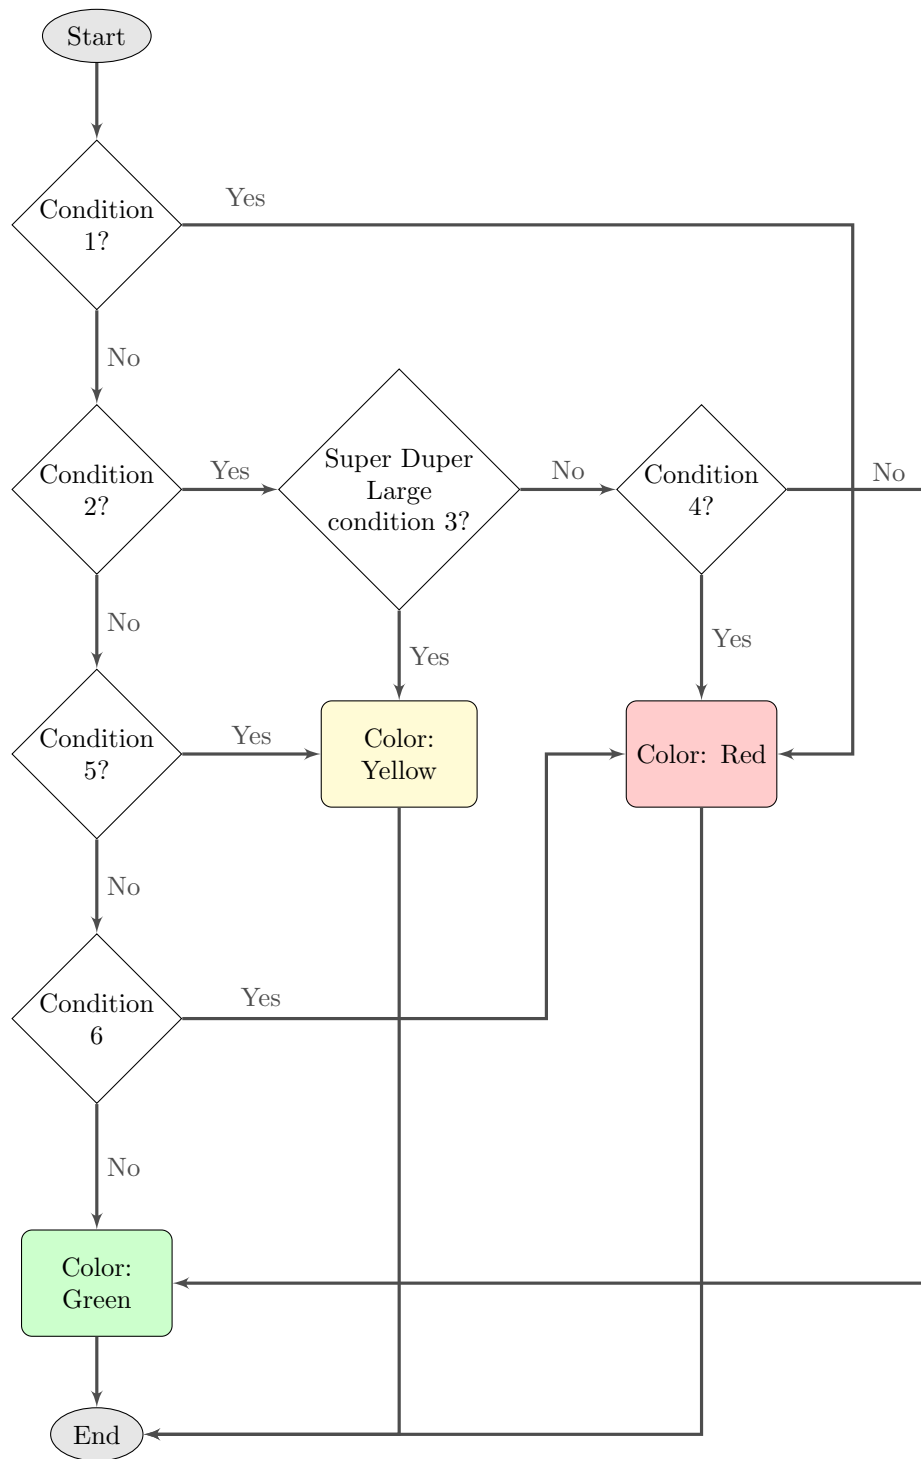 Start
Yes
Condition
1?
No
Condition
2?
Yes
Super Duper
Large
condition 3?
No
Condition
4?
No
No
Yes
Yes
Condition
5?
Yes
Color:
Yellow
Color: Red
No
Condition
6
Yes
No
Color:
Green
End